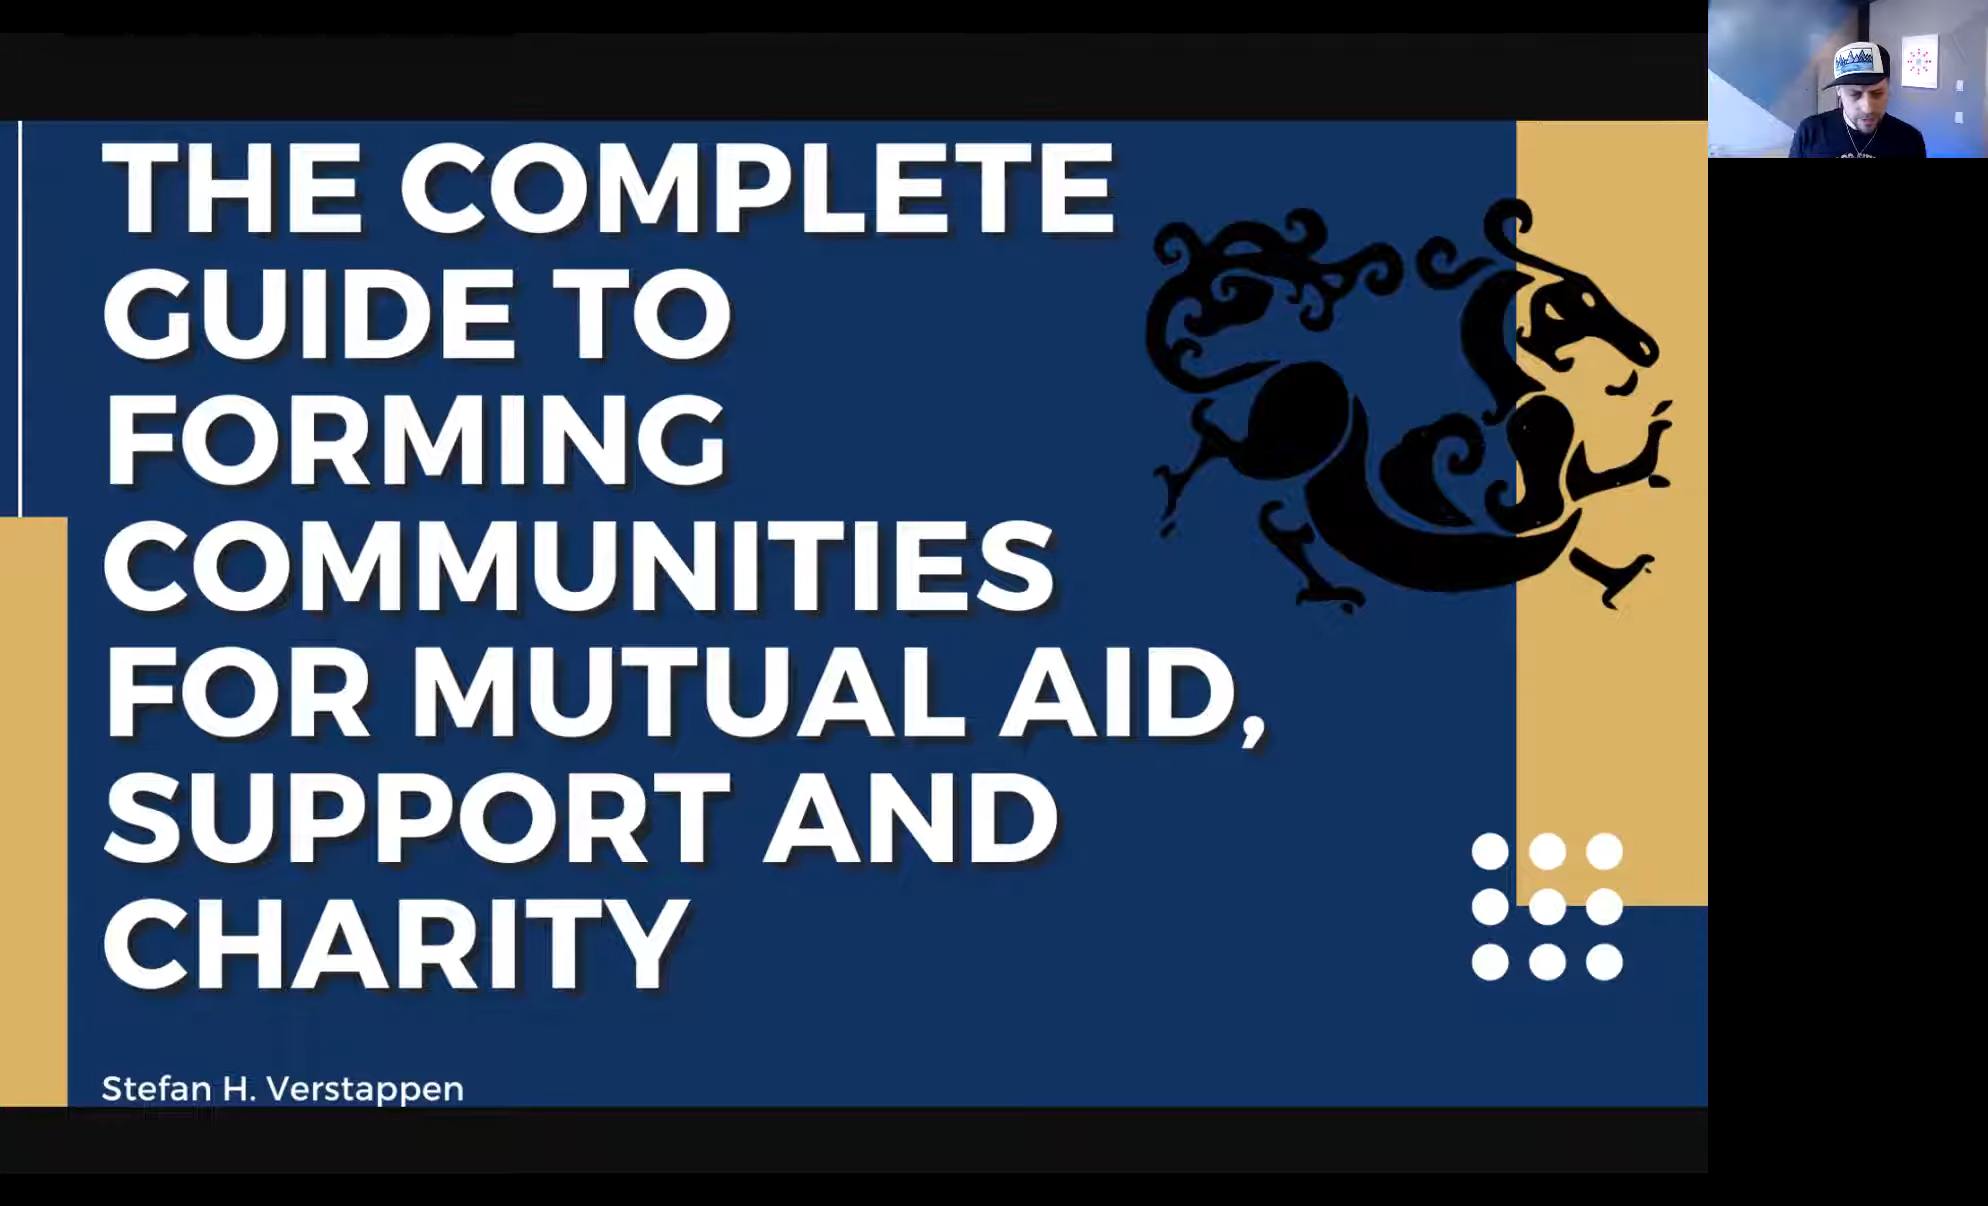 THE COMPLETE
GUIDE TO
FORMING
COMMUNITIES
FOR MUTUAL AID,
SUPPORT AND
CHARITY
Stefan H. Verstappen